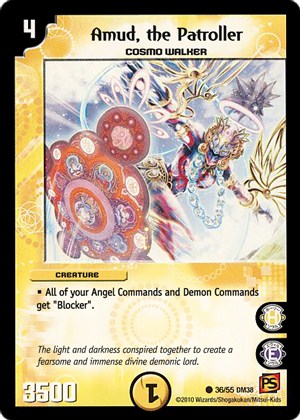 4
Amud, the Patroller
COSMO WALKER
CREATURE
▪ All of your Angel Commands and Demon Commands
get "Blocker".
The light and darkness conspired together to create a
fearsome and immense divine demonic lord.
3500
1
● 36/55 DM38
©2010 Wizards/Shogakukan/Mitsui-Kids
PS